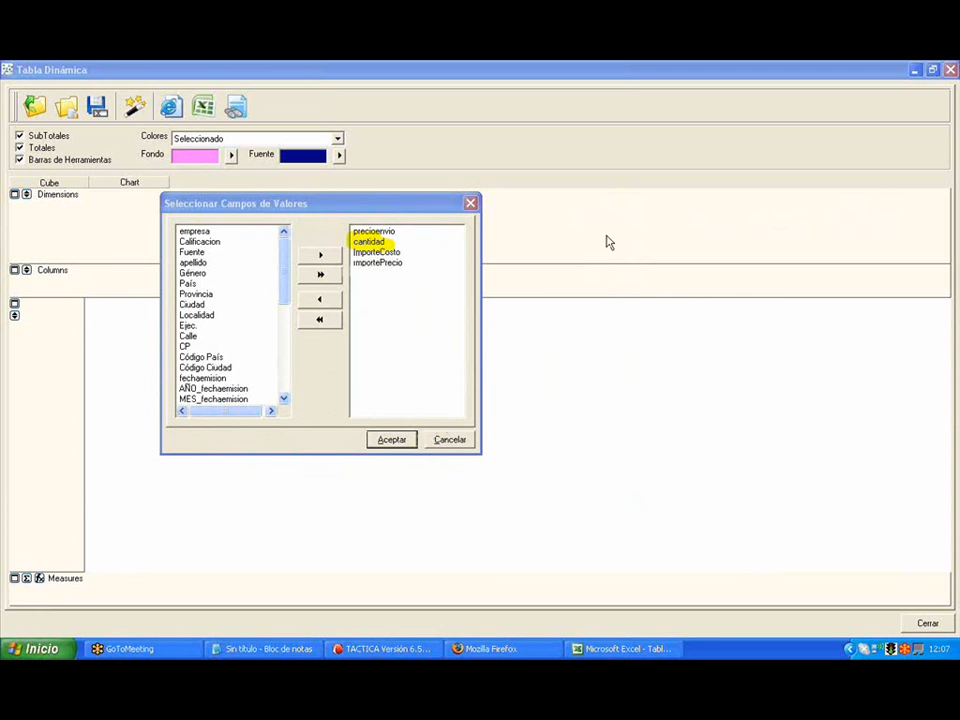 Tabla Dinámica
SubTotales
Totales
Barras de Herramientas
Colores
Seleccionado
Fondo
Fuente
Cube
Chart
Dimensions
Columns
Seleccionar Campos de Valores
empresa
Calificacion
Fuente
apellido
Género
País
Provincia
Ciudad
Localidad
Ejec.
Calle
CP
Código País
Código Ciudad
fechaemision
AÑO_fechaemision
MES_fechaemision
precioenvio
cantidad
ImporteCosto
importePrecio
Aceptar
Cancelar
Measures
Cerrar
Inicio
GoToMeeting
Sin título - Bloc de notas
TACTICA Versión 6.5...
Mozilla Firefox
Microsoft Excel - Tabl...
12:07